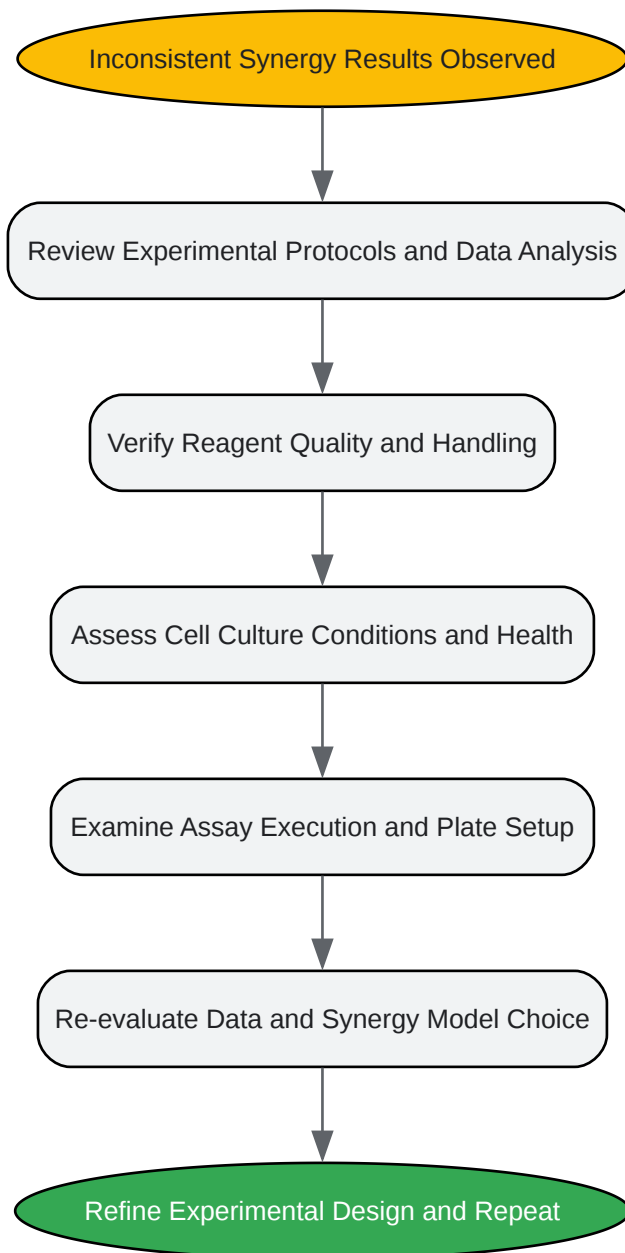 Inconsistent Synergy Results Observed
Review Experimental Protocols and Data Analysis
Verify Reagent Quality and Handling
Assess Cell Culture Conditions and Health
Examine Assay Execution and Plate Setup
Re-evaluate Data and Synergy Model Choice
Refine Experimental Design and Repeat